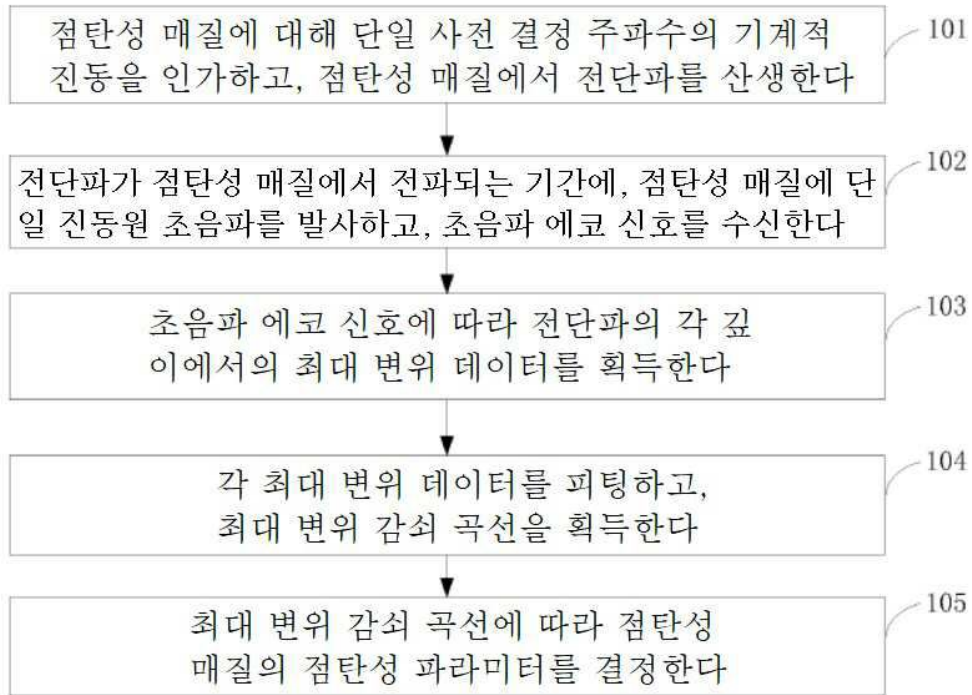 점탄성 매질에 대해 단일 사전 결정 주파수의 기계적
진동을 인가하고, 점탄성 매질에서 전단파를 산생한다
101
전단파가 점탄성 매질에서 전파되는 기간에, 점탄성 매질에 단
일 진동원 초음파를 발사하고, 초음파 에코 신호를 수신한다
102
초음파 에코 신호에 따라 전단파의 각 깊
이에서의 최대 변위 데이터를 획득한다
103
각 최대 변위 데이터를 피팅하고,
최대 변위 감쇠 곡선을 획득한다
104
최대 변위 감쇠 곡선에 따라 점탄성
매질의 점탄성 파라미터를 결정한다
105